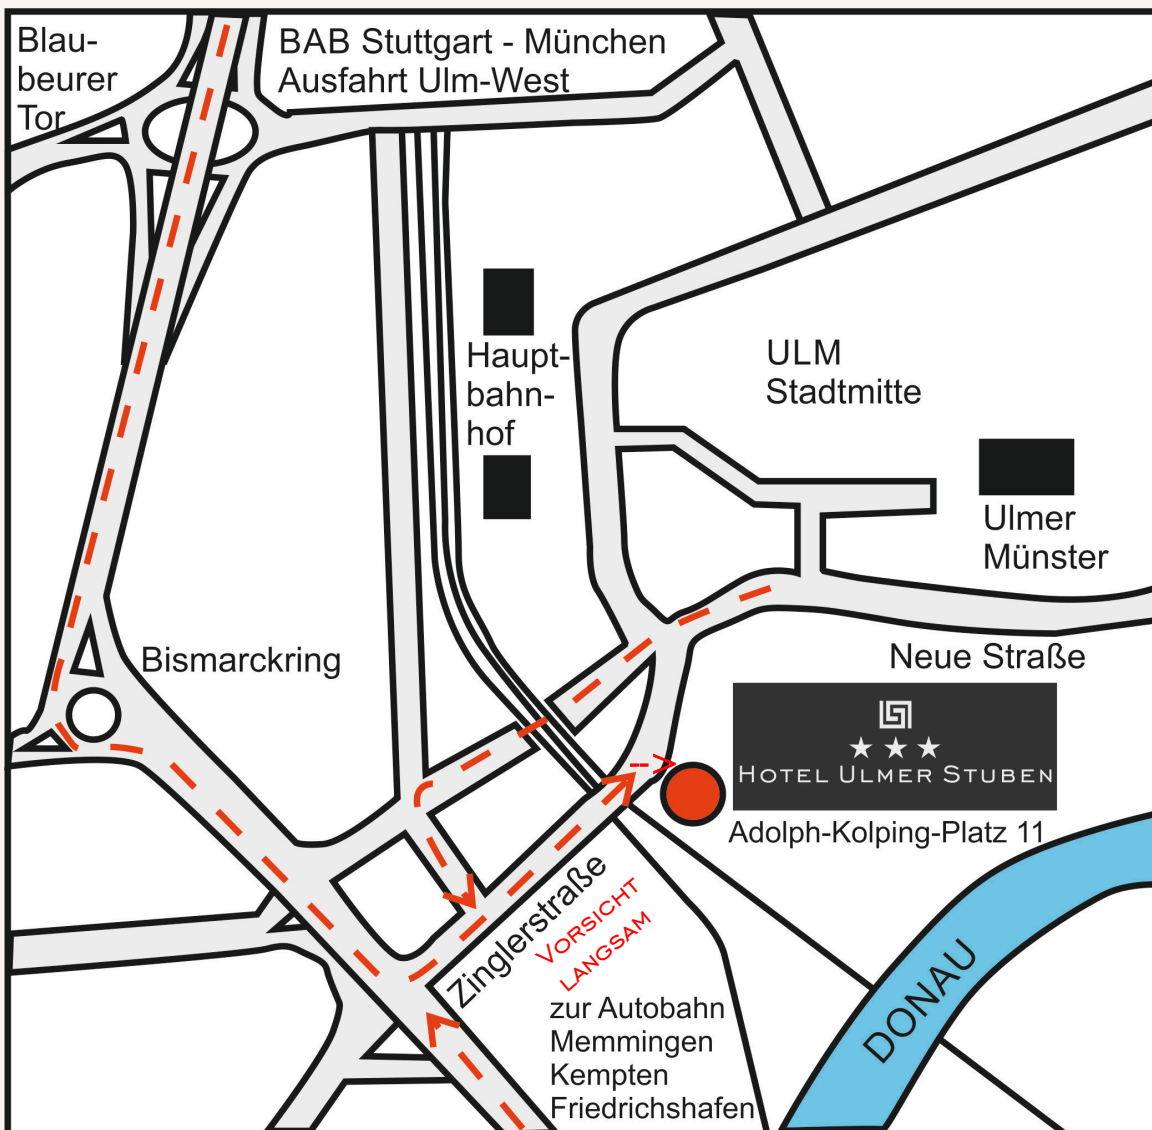 Blau-
beurer
Tor
BAB Stuttgart - München
Ausfahrt Ulm-West
Haupt-
bahn-
hof
ULM
Stadtmitte
Ulmer
Münster
Bismarckring
Neue Straße
HOTEL ULMER STUBEN
Adolph-Kolping-Platz 11
Zinglerstraße
VORSICHT
LANGSAM
zur Autobahn
Memmingen
Kempten
Friedrichshafen
DONAU